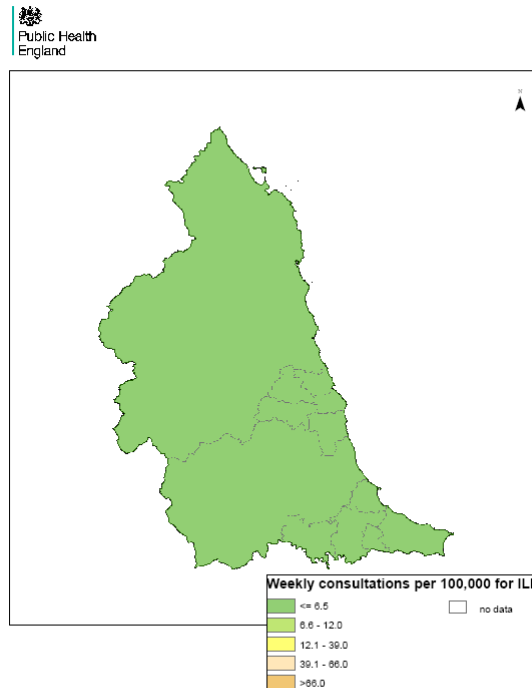 Public Health
England
N
Weekly consultations per 100,000 for ILI
<= 6.5
no data
6.6 - 12.0
12.1 - 39.0
39.1 - 66.0
>66.0